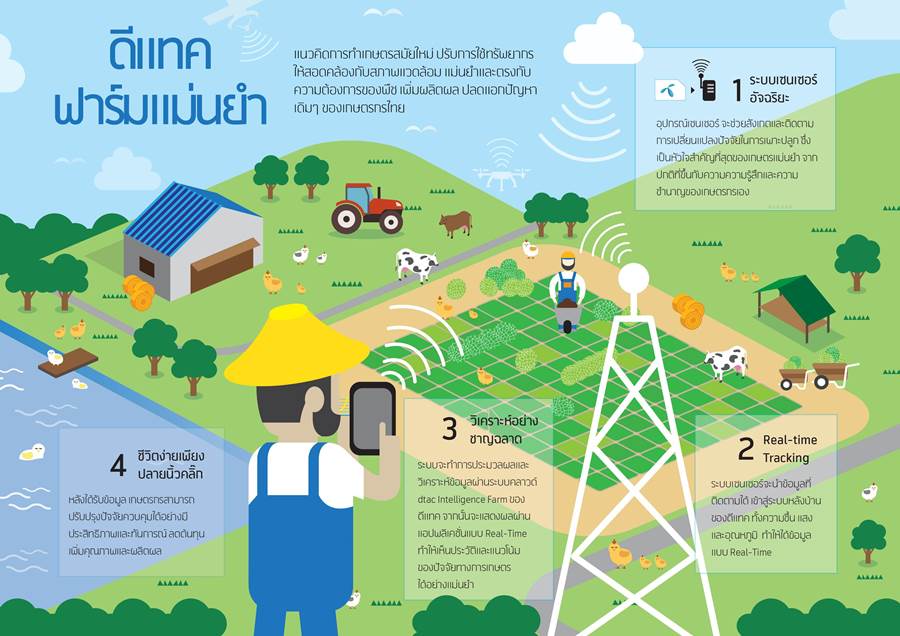 ดีแทค
ฟาร์มแม่นยำ
แนวคิดการทำเกษตรสมัยใหม่ ปรับการใช้ทรัพยากร
ให้สอดคล้องกับสภาพแวดล้อม แม่นยำและตรงกับ
ความต้องการของพืช เพิ่มผลิตผล ปลดแอกปัญหา
เดิมๆ ของเกษตรกรไทย
1 ระบบเซนเซอร์
อัจฉริยะ
อุปกรณ์เซนเซอร์ จะช่วยสังเกตและติดตาม
การเปลี่ยนแปลงปัจจัยในการเพาะปลูก ซึ่ง
เป็นหัวใจสำคัญที่สุดของเกษตรแม่นยำ จาก
ปกติที่ขึ้นกับความความรู้สึกและความ
ชำนาญของเกษตรกรเอง
2 Real-time
Tracking
ระบบเซนเซอร์จะนำข้อมูลที่
ติดตามได้ เข้าสู่ระบบหลังบ้าน
ของดีแทค ทั้งความชื้น แสง
และอุณหภูมิ ทำให้ได้ข้อมูล
แบบ Real-Time
3 วิเคราะห์อย่าง
ชาญฉลาด
ระบบจะทำการประมวลผลและ
วิเคราะห์ข้อมูลผ่านระบบคลาวด์
dtac Intelligence Farm ของ
ดีแทค จากนั้นจะแสดงผลผ่าน
แอปพลิเคชั่นแบบ Real-Time
ทำให้เห็นประวัติและแนวโน้ม
ของปัจจัยทางการเกษตร
ได้อย่างแม่นยำ
4 ชีวิตง่ายเพียง
ปลายนิ้วคลิ๊ก
หลังได้รับข้อมูล เกษตรกรสามารถ
ปรับปรุงปัจจัยควบคุมได้อย่างมี
ประสิทธิภาพและทันการณ์ ลดต้นทุน
เพิ่มคุณภาพและผลิตผล